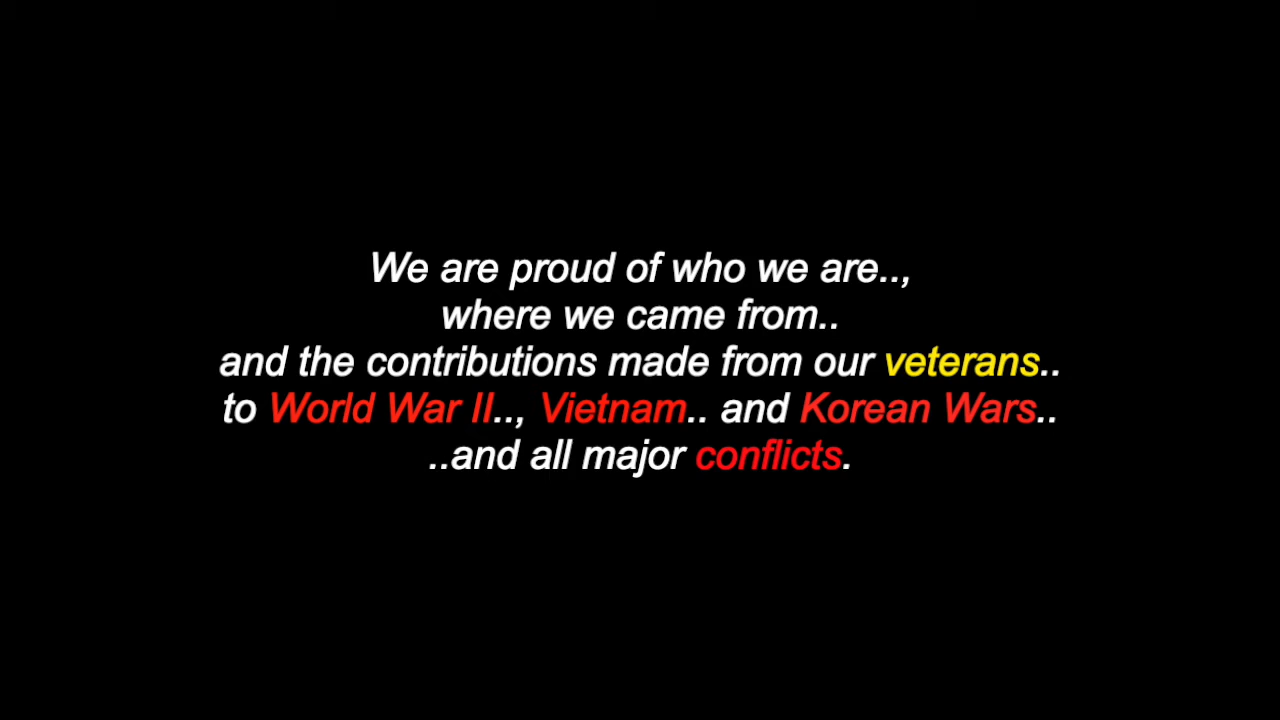 We are proud of who we are..,
where we came from..
and the contributions made from our veterans..
to World War II.., Vietnam.. and Korean Wars..
..and all major conflicts.